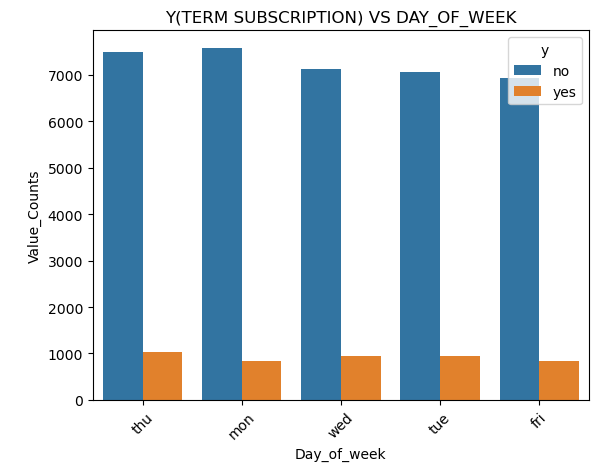 Y(TERM SUBSCRIPTION) VS DAY_OF_WEEK
y
no
yes
7000
6000
5000
4000
3000
2000
1000
0
Value_Counts
thu
mon
wed
tue
fri
Day_of_week